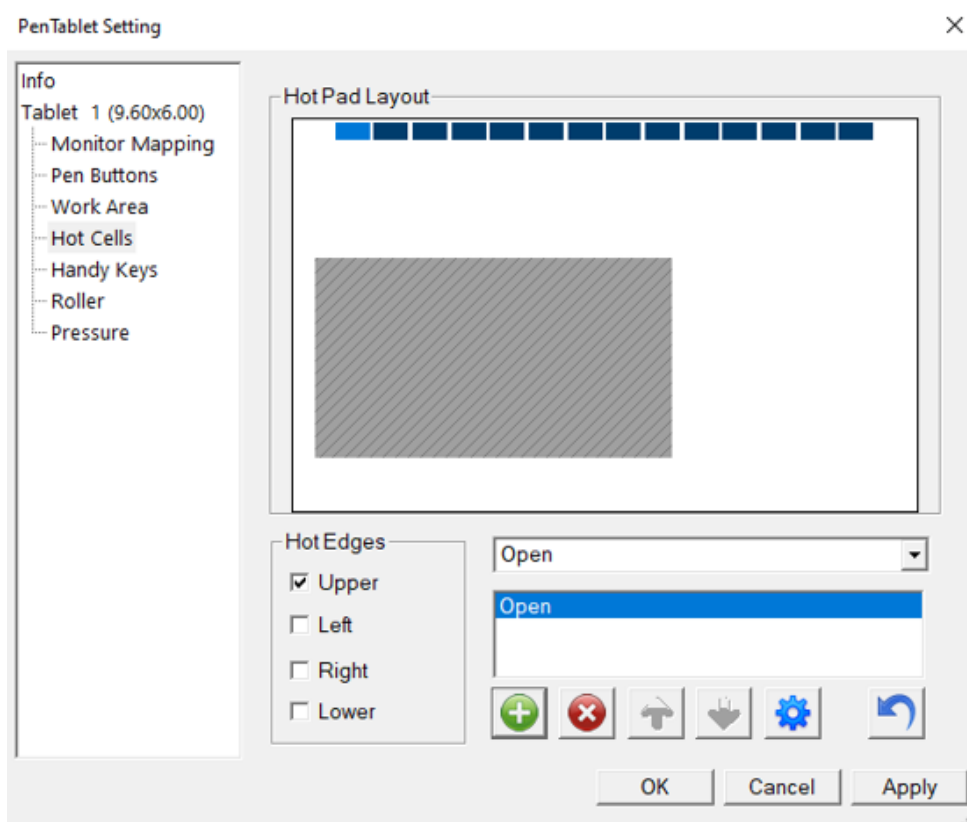 PenTablet Setting
Info
Tablet 1 (9.60x6.00)
Monitor Mapping
Pen Buttons
Work Area
Hot Cells
Handy Keys
Roller
Pressure
Hot Pad Layout
Hot Edges
Upper
Left
Right
Lower
Open
Open
OK
Cancel
Apply